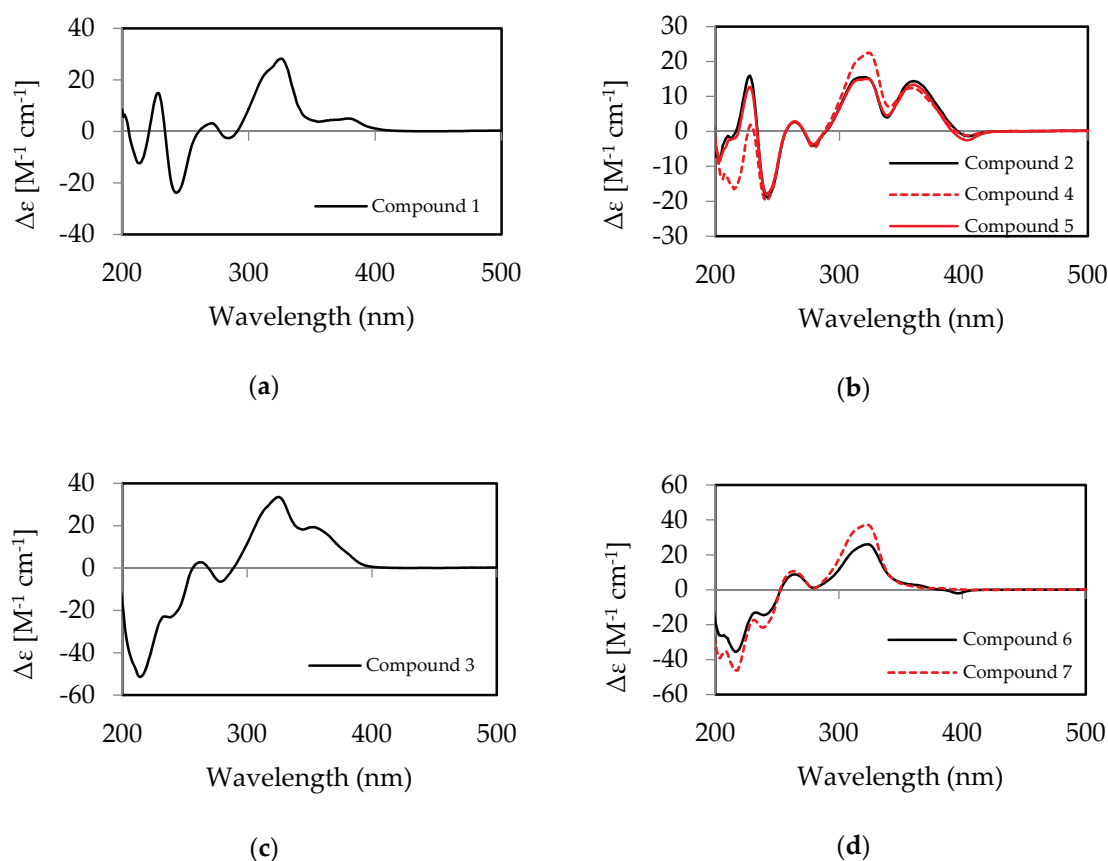 40
20
0
-20
-40
Δε [M⁻¹ cm⁻¹]
Compound 1
200 300 400 500
Wavelength (nm)
(a)
30
20
10
0
-10
-20
-30
Δε [M⁻¹ cm⁻¹]
Compound 2
Compound 4
Compound 5
200 300 400 500
Wavelength (nm)
(b)
40
20
0
-20
-40
-60
Δε [M⁻¹ cm⁻¹]
Compound 3
200 300 400 500
Wavelength (nm)
(c)
60
40
20
0
-20
-40
-60
Δε [M⁻¹ cm⁻¹]
Compound 6
Compound 7
200 300 400 500
Wavelength (nm)
(d)